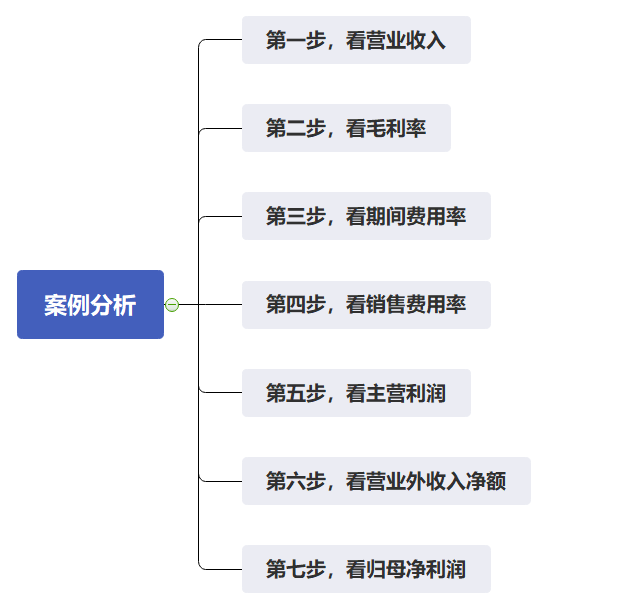 第一步，看营业收入
第二步，看毛利率
第三步，看期间费用率
案例分析
第四步，看销售费用率
第五步，看主营利润
第六步，看营业外收入净额
第七步，看归母净利润